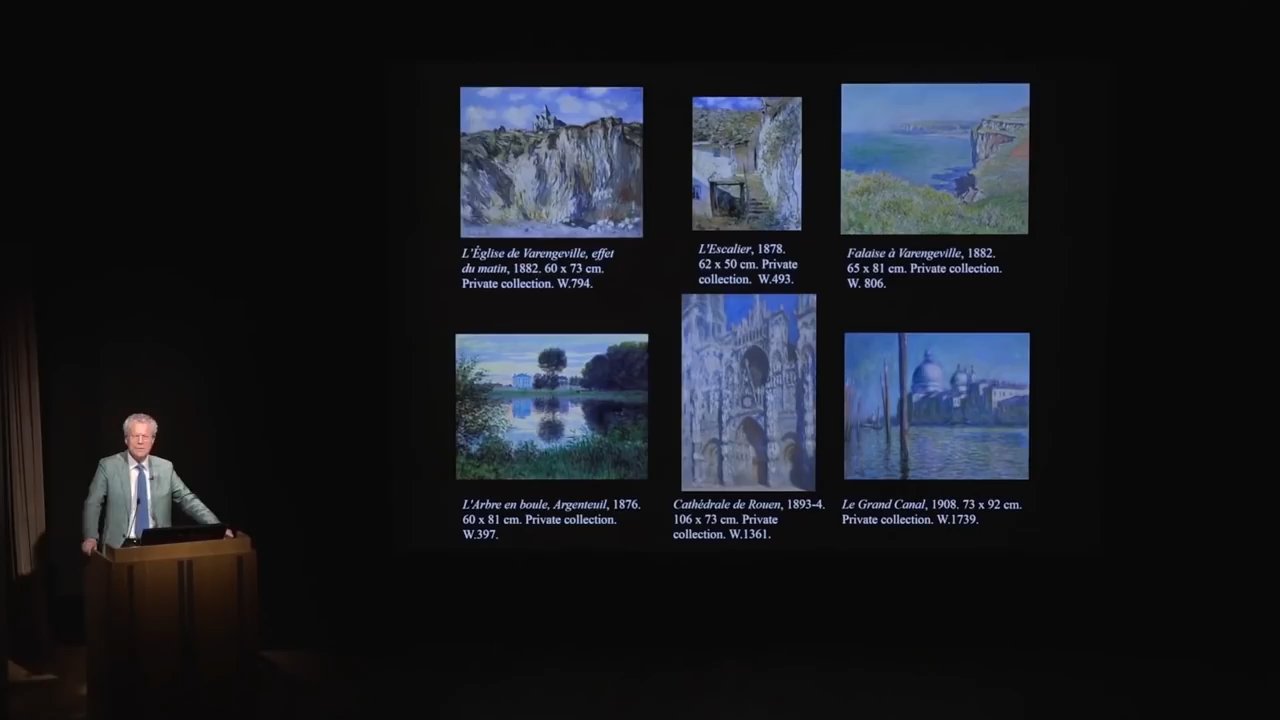 L'Église de Varengeville, effet
du matin, 1882. 60 x 73 cm.
Private collection. W.794.
L'Escalier, 1878.
62 x 50 cm. Private
collection. W.493.
Falaise à Varengeville, 1882.
65 x 81 cm. Private collection.
W. 806.
L'Arbre en boule, Argenteuil, 1876.
60 x 81 cm. Private collection.
W.397.
Cathédrale de Rouen, 1893-4.
106 x 73 cm. Private
collection. W.1361.
Le Grand Canal, 1908. 73 x 92 cm.
Private collection. W.1739.